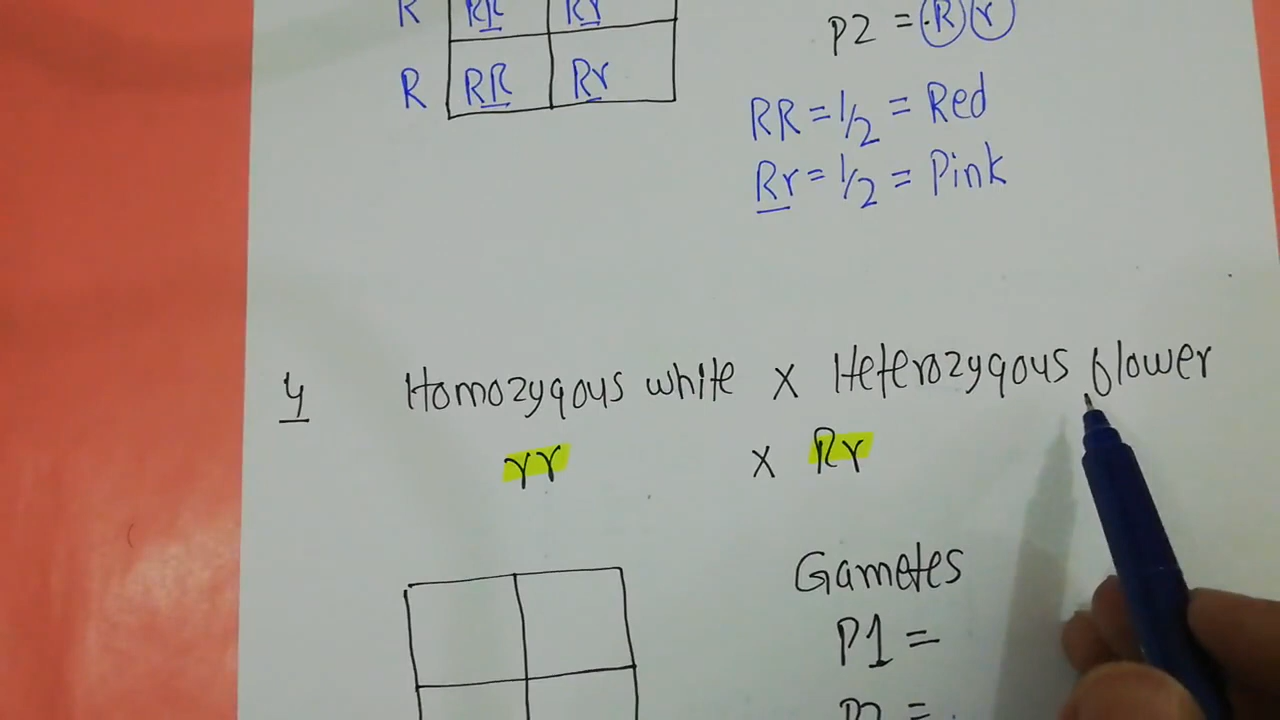 R RR Rr
P2 = R r
R RR Rr
RR = 1/2 = Red
Rr = 1/2 = Pink
4 Homozygous white X Heterozygous flower
rr X Rr
Gametes
P1 =
P2 =